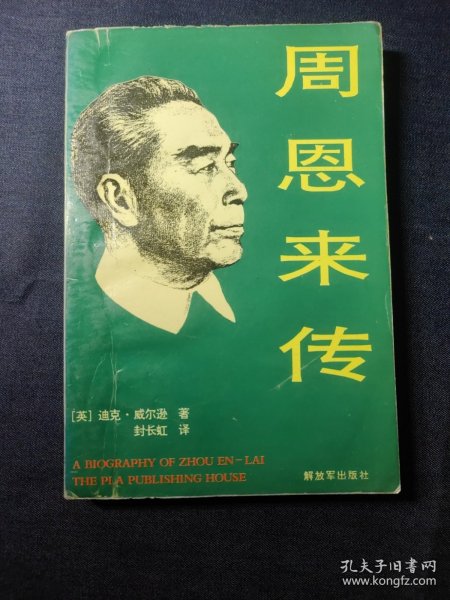 周恩来传
[英] 迪克·威尔逊 著
封长虹 译
A BIOGRAPHY OF ZHOU EN-LAI
THE PLA PUBLISHING HOUSE
解放军出版社
孔夫子旧书网
www.kongfz.com